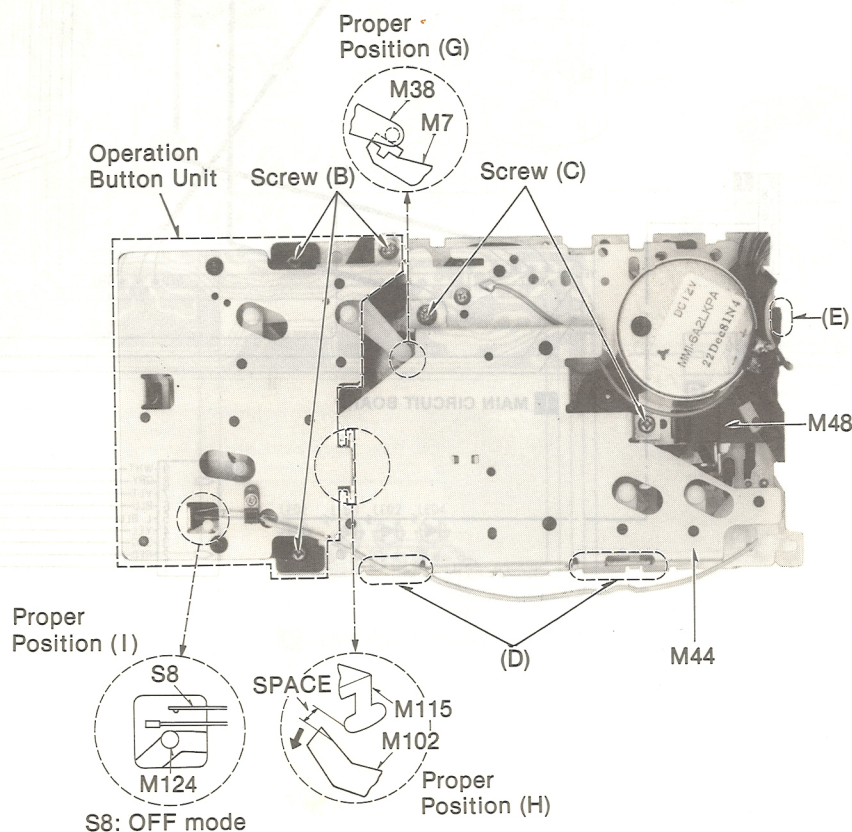 Proper
Position (G)
M38
M7
Operation
Button Unit
Screw (B)
Screw (C)
DC12V
MMI-6A2LKPA
22Dec81N4
(E)
MAIN CIRCUIT BOA
M48
Proper
Position (I)
S8
M124
S8: OFF mode
SPACE
M115
M102
Proper
Position (H)
(D)
M44